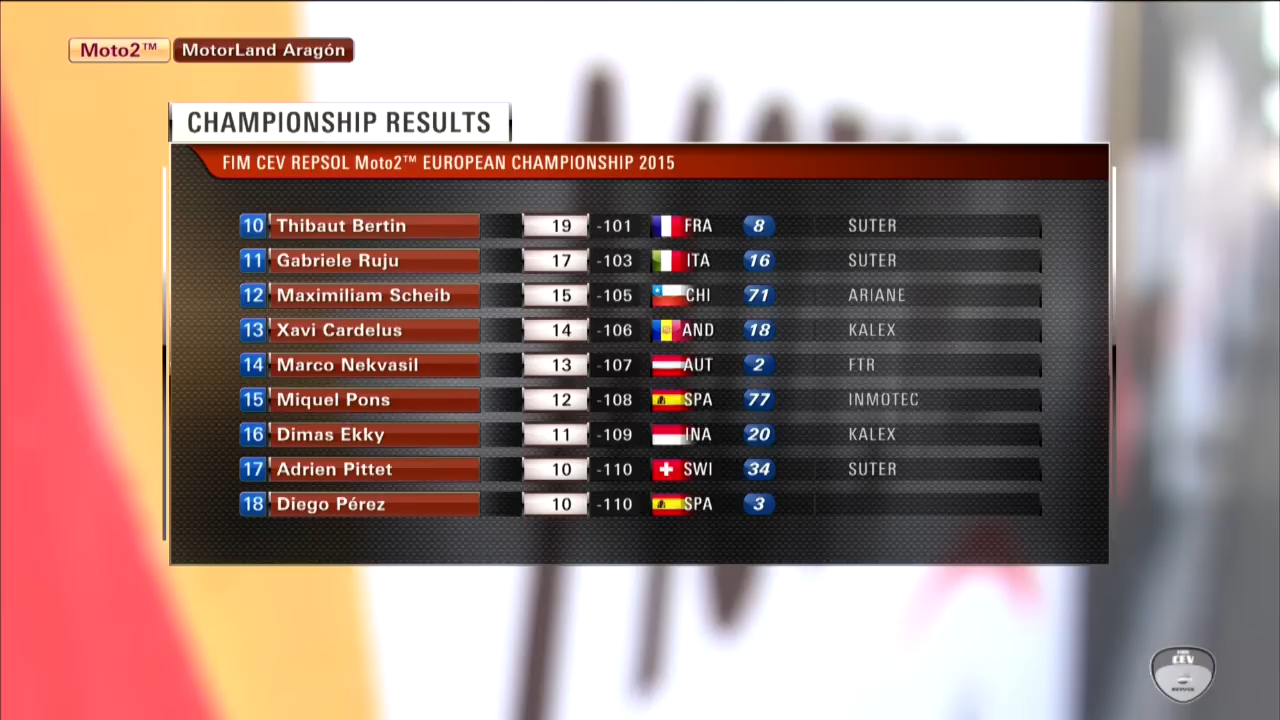 Moto2™ MotorLand Aragón
CHAMPIONSHIP RESULTS
FIM CEV REPSOL Moto2™ EUROPEAN CHAMPIONSHIP 2015
10 Thibaut Bertin 19 -101 FRA 8 SUTER
11 Gabriele Ruju 17 -103 ITA 16 SUTER
12 Maximiliam Scheib 15 -105 CHI 71 ARIANE
13 Xavi Cardelus 14 -106 AND 18 KALEX
14 Marco Nekvasil 13 -107 AUT 2 FTR
15 Miquel Pons 12 -108 SPA 77 INMOTEC
16 Dimas Ekky 11 -109 INA 20 KALEX
17 Adrien Pittet 10 -110 SWI 34 SUTER
18 Diego Pérez 10 -110 SPA 3
FIM
CEV
REPSOL